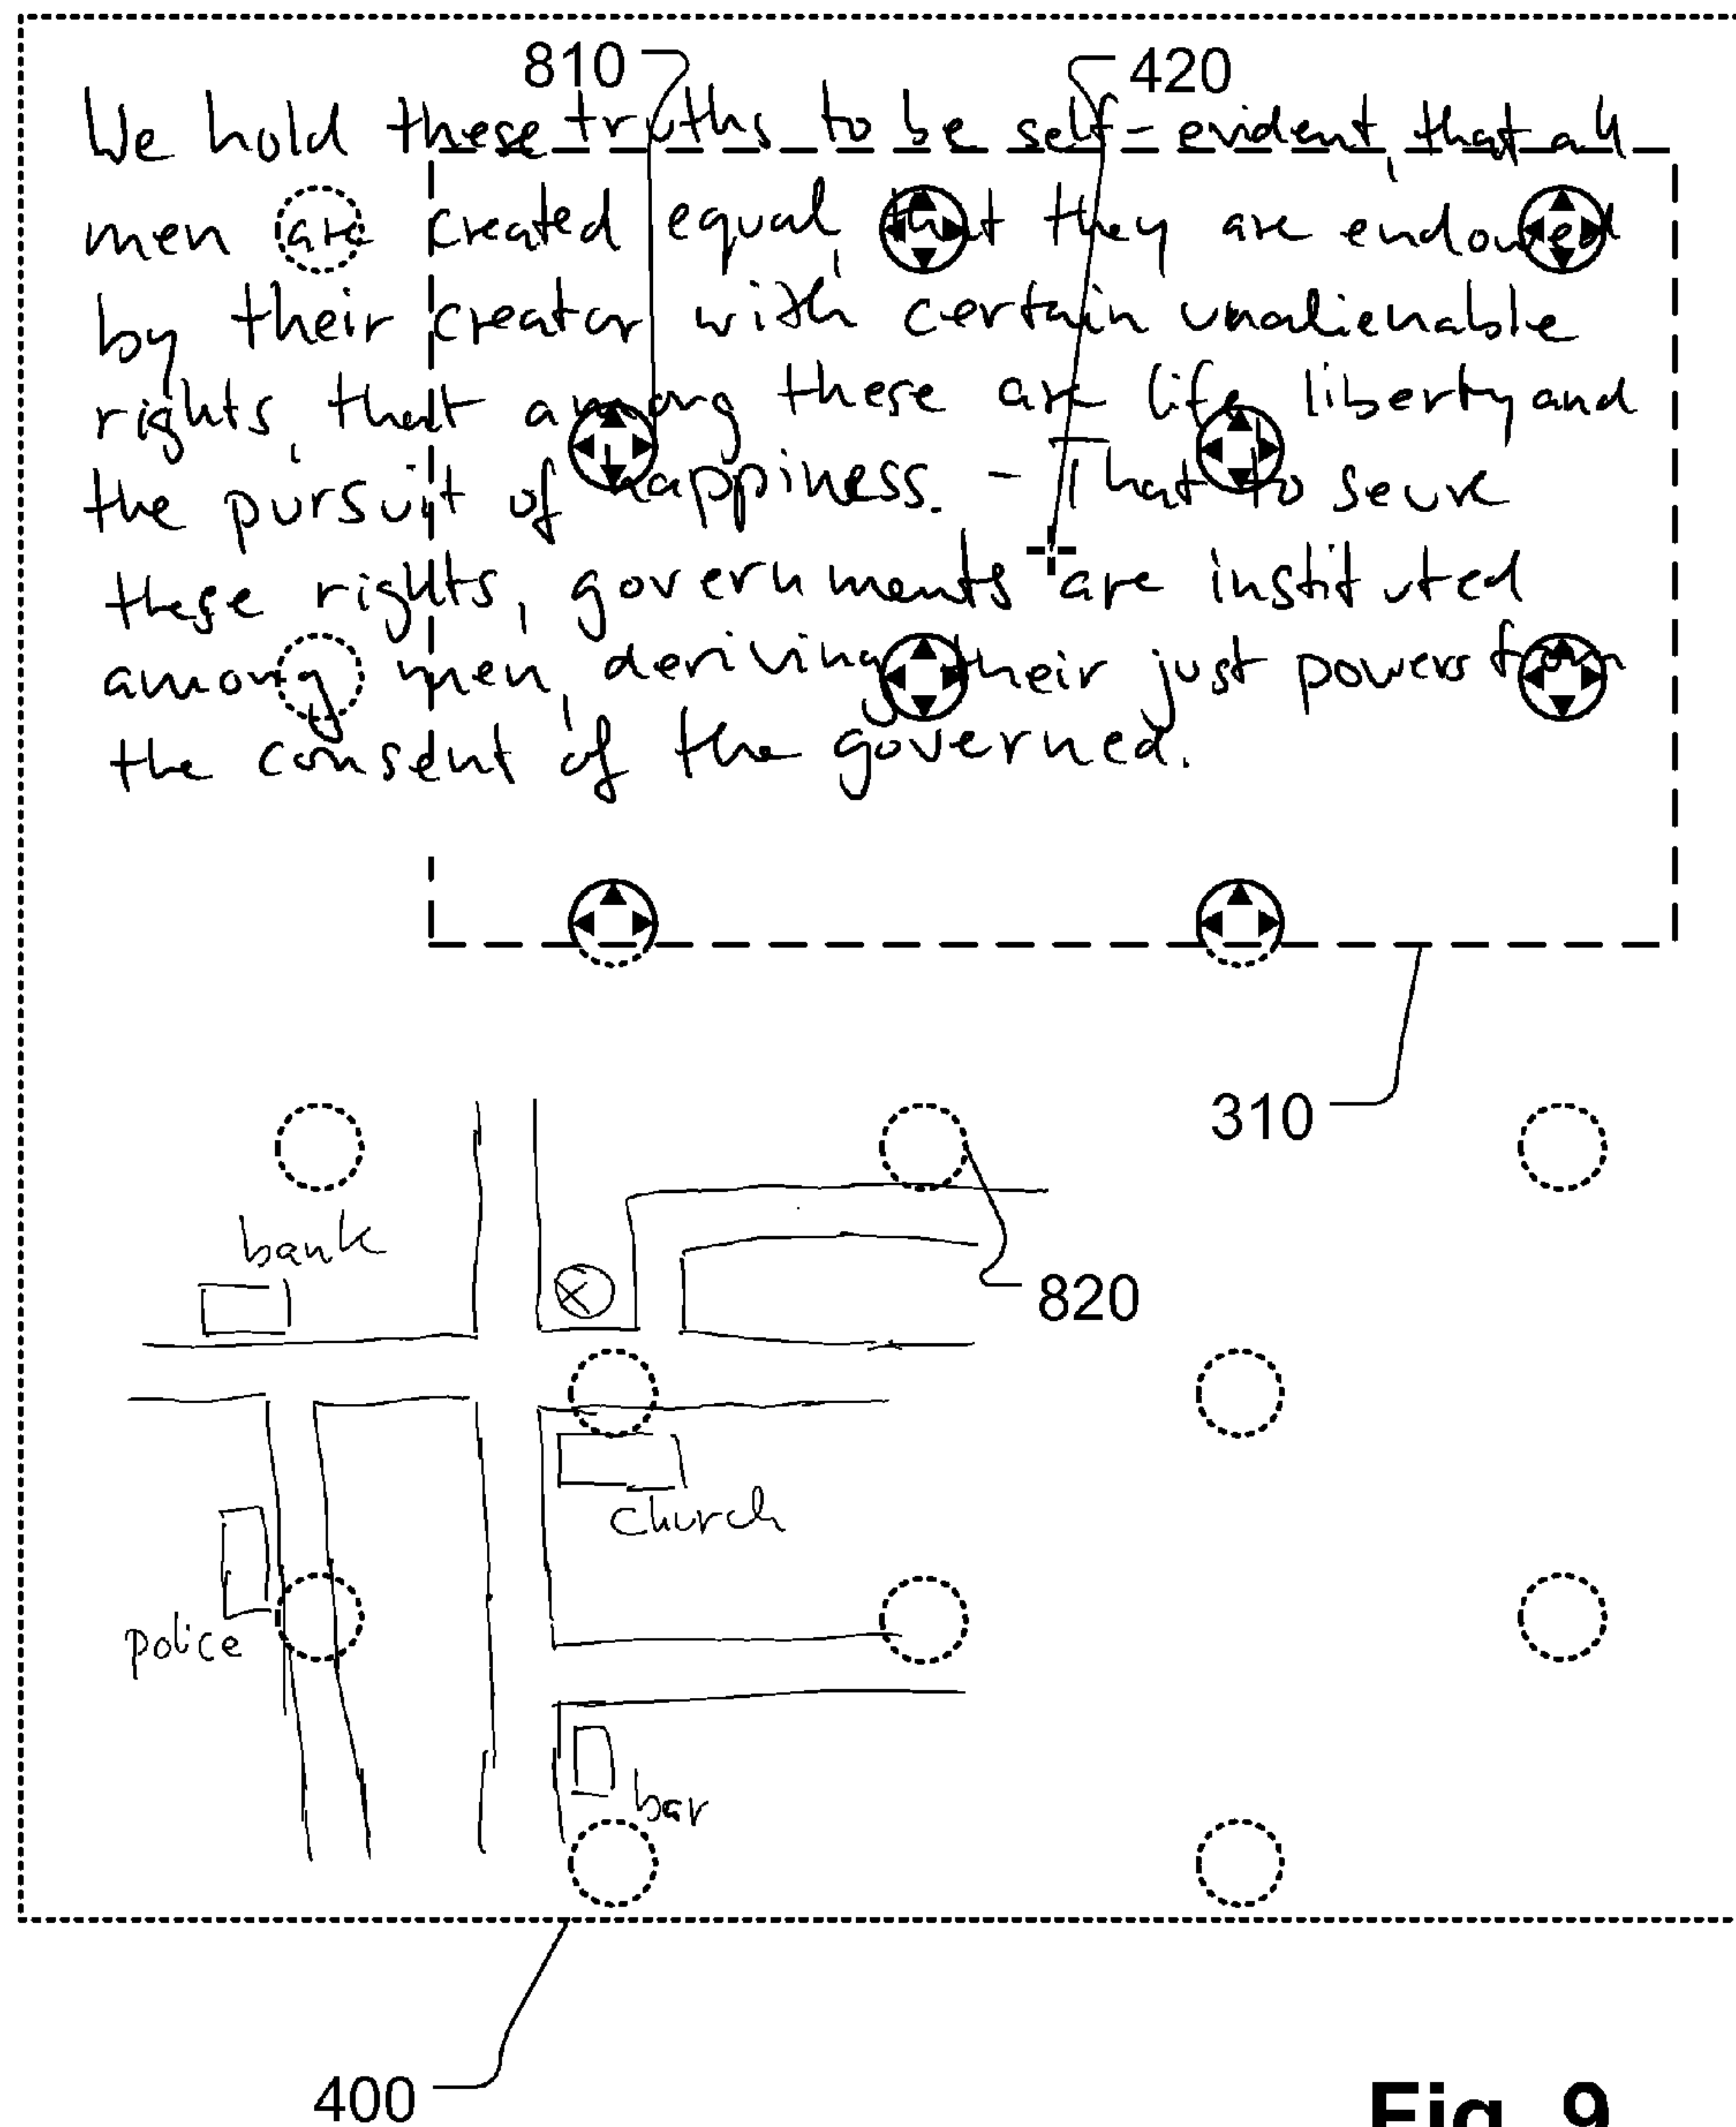 810 420
We hold these truths to be self-evident, that all
men are created equal, that they are endowed
by their creator with certain unalienable
rights, that among these are life, liberty and
the pursuit of happiness. - That to secure
these rights, governments are instituted
among men, deriving their just powers from
the consent of the governed.
310
bank
820
church
police
bar
400
Fig. 9